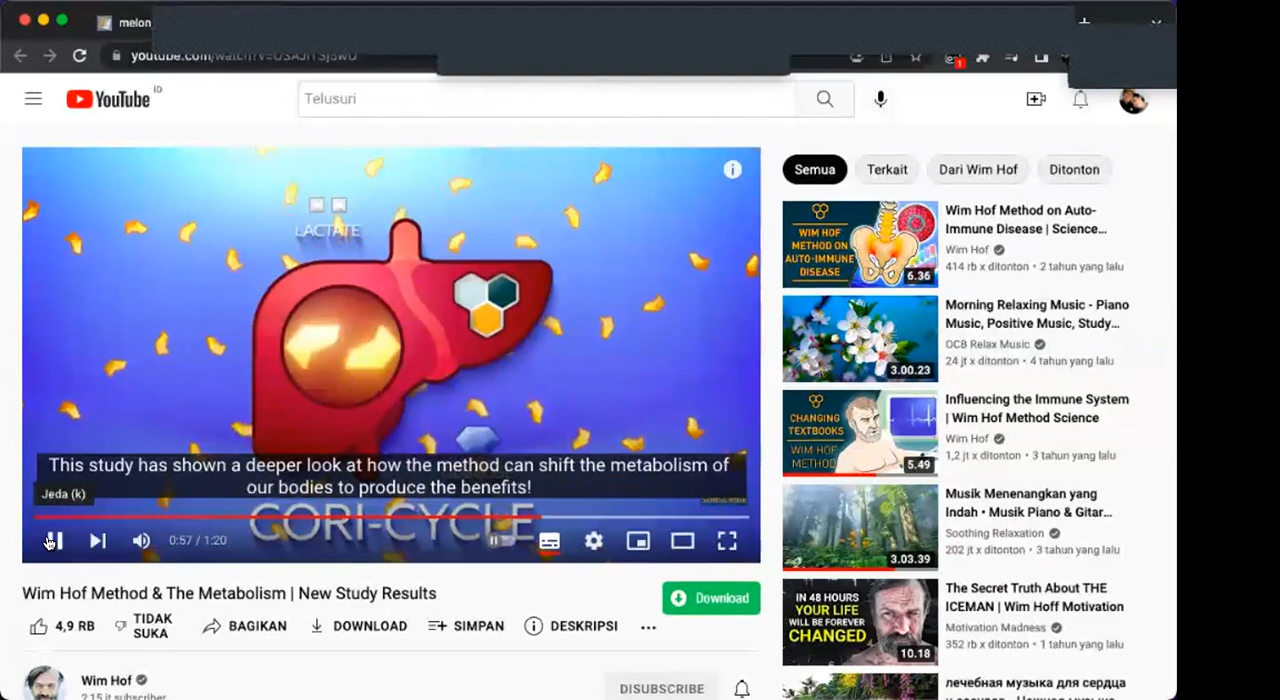 melon
youtube.com/watch?v=
1
YouTube
ID
Telusuri
LACTATE
This study has shown a deeper look at how the method can shift the metabolism of
our bodies to produce the benefits!
Jeda (k)
SUBSCRIBE
CORI-CYCLE
0:57 / 1:20
Wim Hof Method & The Metabolism | New Study Results
Download
4,9 RB
TIDAK
SUKA
BAGIKAN
DOWNLOAD
SIMPAN
DESKRIPSI
Wim Hof
2,15 jt subscriber
DISUBSCRIBE
Semua
Terkait
Dari Wim Hof
Ditonton
WIM HOF
METHOD ON
AUTO-IMMUNE
DISEASE
6.36
Wim Hof Method on Auto-
Immune Disease | Science...
Wim Hof
414 rb x ditonton • 2 tahun yang lalu
3.00.23
Morning Relaxing Music - Piano
Music, Positive Music, Study...
OCB Relax Music
24 jt x ditonton • 4 tahun yang lalu
CHANGING
TEXTBOOKS
WIM HOF
METHOD
5.49
Influencing the Immune System
| Wim Hof Method Science
Wim Hof
1,2 jt x ditonton • 3 tahun yang lalu
3.03.39
Musik Menenangkan yang
Indah • Musik Piano & Gitar...
Soothing Relaxation
202 jt x ditonton • 3 tahun yang lalu
IN 48 HOURS
YOUR LIFE
WILL BE FOREVER
CHANGED
10.18
The Secret Truth About THE
ICEMAN | Wim Hoff Motivation
Motivation Madness
352 rb x ditonton • 1 tahun yang lalu
лечебная музыка для сердца